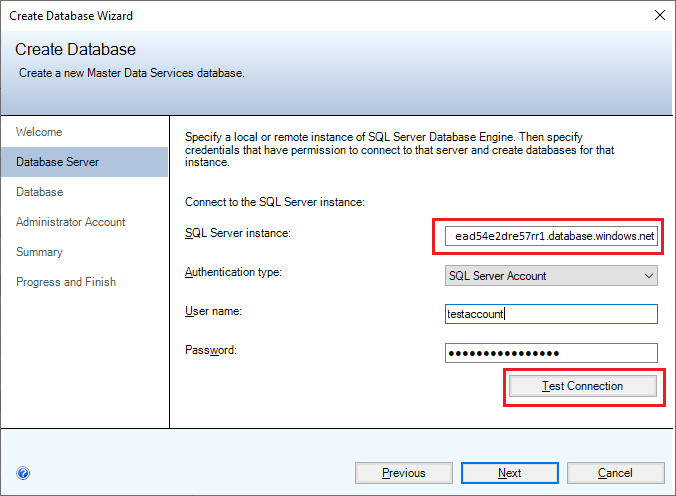 Create Database Wizard
Create Database
Create a new Master Data Services database.
Welcome
Database Server
Database
Administrator Account
Summary
Progress and Finish
Specify a local or remote instance of SQL Server Database Engine. Then specify
credentials that have permission to connect to that server and create databases for that
instance.
Connect to the SQL Server instance:
SQL Server instance: ead54e2dre57rr1.database.windows.net
Authentication type: SQL Server Account
User name: testaccount
Password: ●●●●●●●●●●●●●●●●
Test Connection
? Previous Next Cancel